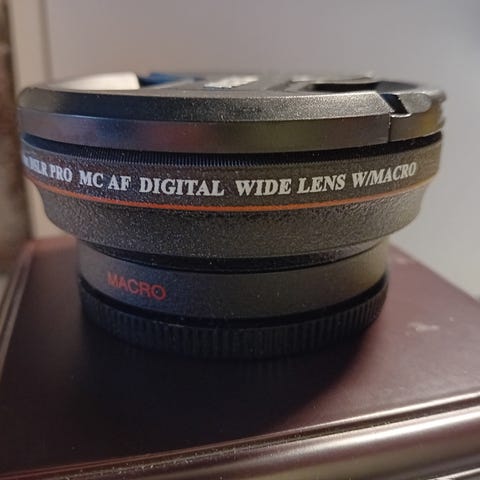 DSLR PRO MC AF DIGITAL WIDE LENS W/MACRO
MACRO